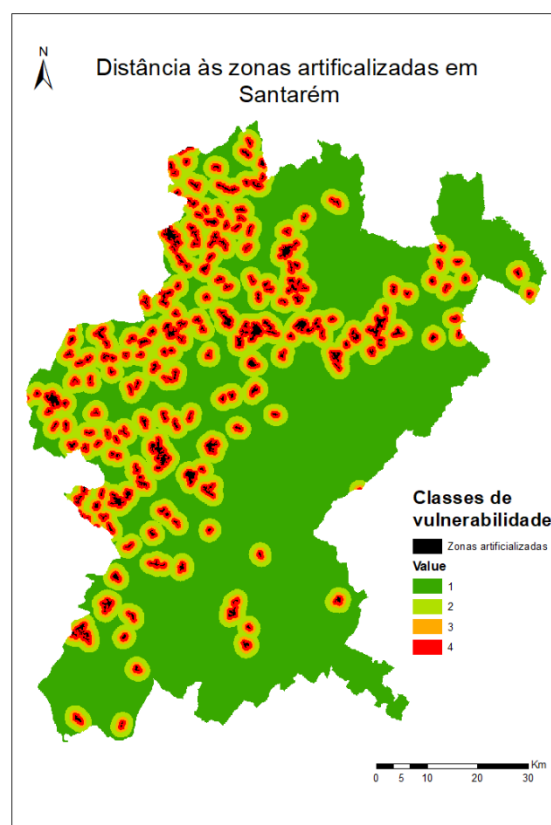 N
Distância às zonas artificalizadas em
Santarém
Classes de
vulnerabilidade
Zonas artificializadas
Value
1
2
3
4
Km
0 5 10 20 30